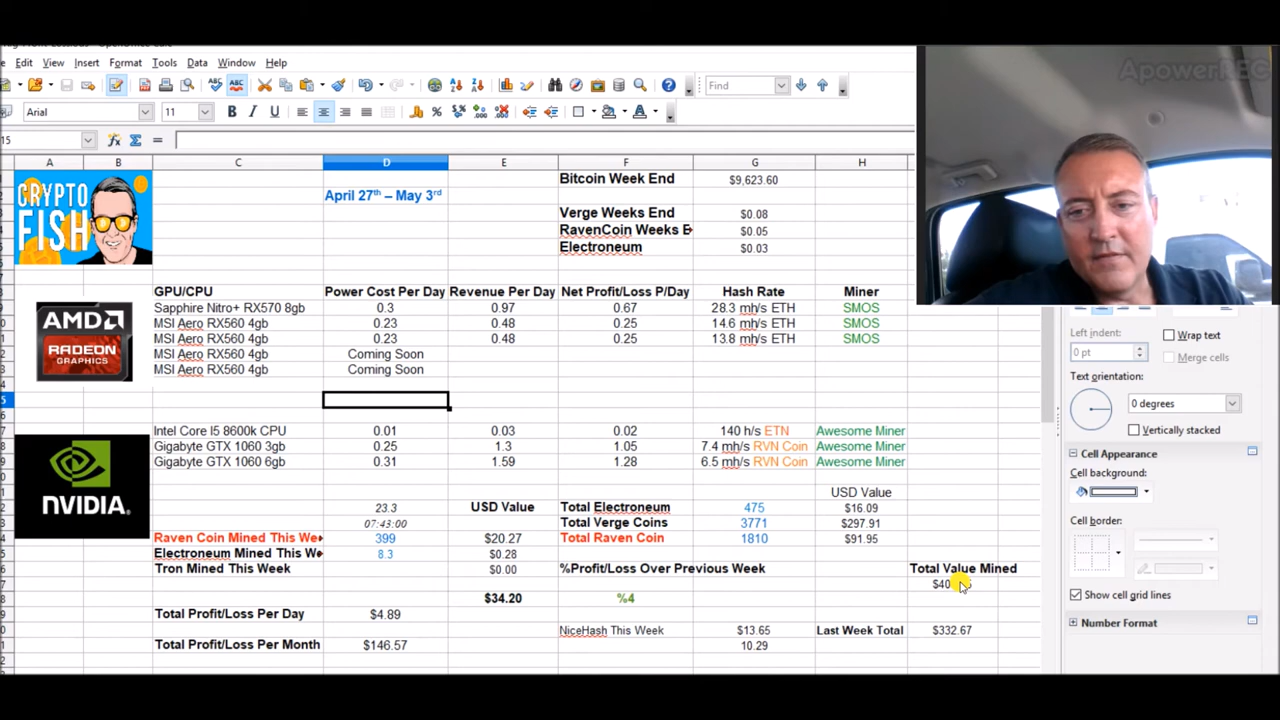 ApowerREC
Edit View Insert Format Tools Data Window Help
Find
Arial 11
A B C D E F G H
CRYPTO FISH
April 27th – May 3rd
Bitcoin Week End $9,623.60
Verge Weeks End $0.08
RavenCoin Weeks E $0.05
Electroneum $0.03
GPU/CPU Power Cost Per Day Revenue Per Day Net Profit/Loss P/Day Hash Rate Miner
AMD RADEON GRAPHICS
Sapphire Nitro+ RX570 8gb 0.3 0.97 0.67 28.3 mh/s ETH SMOS
MSI Aero RX560 4gb 0.23 0.48 0.25 14.6 mh/s ETH SMOS
MSI Aero RX560 4gb 0.23 0.48 0.25 13.8 mh/s ETH SMOS
MSI Aero RX560 4gb Coming Soon
MSI Aero RX560 4gb Coming Soon
NVIDIA
Intel Core I5 8600k CPU 0.01 0.03 0.02 140 h/s ETN Awesome Miner
Gigabyte GTX 1060 3gb 0.25 1.3 1.05 7.4 mh/s RVN Coin Awesome Miner
Gigabyte GTX 1060 6gb 0.31 1.59 1.28 6.5 mh/s RVN Coin Awesome Miner
USD Value
23.3 USD Value Total Electroneum 475 $16.09
07:43:00 Total Verge Coins 3771 $297.91
Raven Coin Mined This We 399 $20.27 Total Raven Coin 1810 $91.95
Electroneum Mined This W 8.3 $0.28
Tron Mined This Week $0.00 %Profit/Loss Over Previous Week Total Value Mined
$34.20 %4
Total Profit/Loss Per Day $4.89
NiceHash This Week $13.65 Last Week Total $332.67
Total Profit/Loss Per Month $146.57 10.29
Left indent:
0 pt
Wrap text
Merge cells
Text orientation:
0 degrees
Vertically stacked
Cell Appearance
Cell background:
Cell border:
Show cell grid lines
Number Format